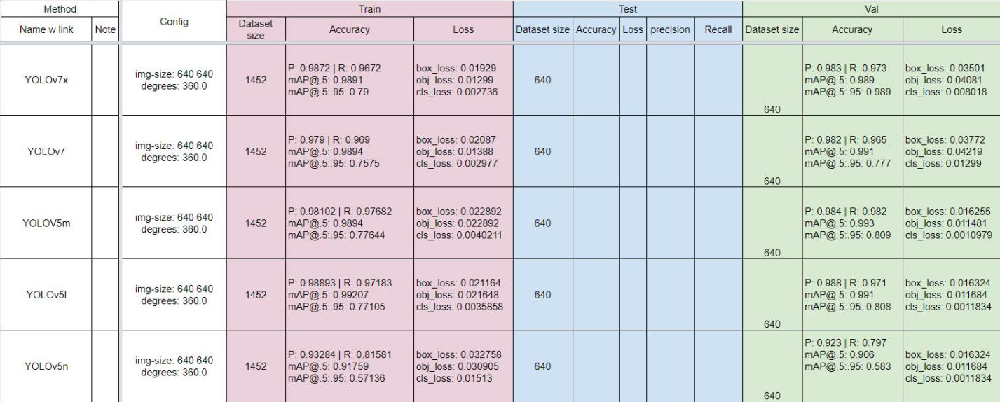 Method
Config
Train
Test
Val
Name w link
Note
Dataset size
Accuracy
Loss
Dataset size
Accuracy
Loss
precision
Recall
Dataset size
Accuracy
Loss
YOLOv7x
img-size: 640 640
degrees: 360.0
1452
P: 0.9872 | R: 0.9672
mAP@.5: 0.9891
mAP@.5:.95: 0.79
box_loss: 0.01929
obj_loss: 0.01299
cls_loss: 0.002736
640
640
P: 0.983 | R: 0.973
mAP@.5: 0.989
mAP@.5:.95: 0.989
box_loss: 0.03501
obj_loss: 0.04081
cls_loss: 0.008018
YOLOv7
img-size: 640 640
degrees: 360.0
1452
P: 0.979 | R: 0.969
mAP@.5: 0.9894
mAP@.5:.95: 0.7575
box_loss: 0.02087
obj_loss: 0.01388
cls_loss: 0.002977
640
640
P: 0.982 | R: 0.965
mAP@.5: 0.991
mAP@.5:.95: 0.777
box_loss: 0.03772
obj_loss: 0.04219
cls_loss: 0.01299
YOLOV5m
img-size: 640 640
degrees: 360.0
1452
P: 0.98102 | R: 0.97682
mAP@.5: 0.9894
mAP@.5:.95: 0.77644
box_loss: 0.022892
obj_loss: 0.022892
cls_loss: 0.0040211
640
640
P: 0.984 | R: 0.982
mAP@.5: 0.993
mAP@.5:.95: 0.809
box_loss: 0.016255
obj_loss: 0.011481
cls_loss: 0.0010979
YOLOv5l
img-size: 640 640
degrees: 360.0
1452
P: 0.98893 | R: 0.97183
mAP@.5: 0.99207
mAP@.5:.95: 0.77105
box_loss: 0.021164
obj_loss: 0.021648
cls_loss: 0.0035858
640
640
P: 0.988 | R: 0.971
mAP@.5: 0.991
mAP@.5:.95: 0.808
box_loss: 0.016324
obj_loss: 0.011684
cls_loss: 0.0011834
YOLOv5n
img-size: 640 640
degrees: 360.0
1452
P: 0.93284 | R: 0.81581
mAP@.5: 0.91759
mAP@.5:.95: 0.57136
box_loss: 0.032758
obj_loss: 0.030905
cls_loss: 0.01513
640
640
P: 0.923 | R: 0.797
mAP@.5: 0.906
mAP@.5:.95: 0.583
box_loss: 0.016324
obj_loss: 0.011684
cls_loss: 0.0011834